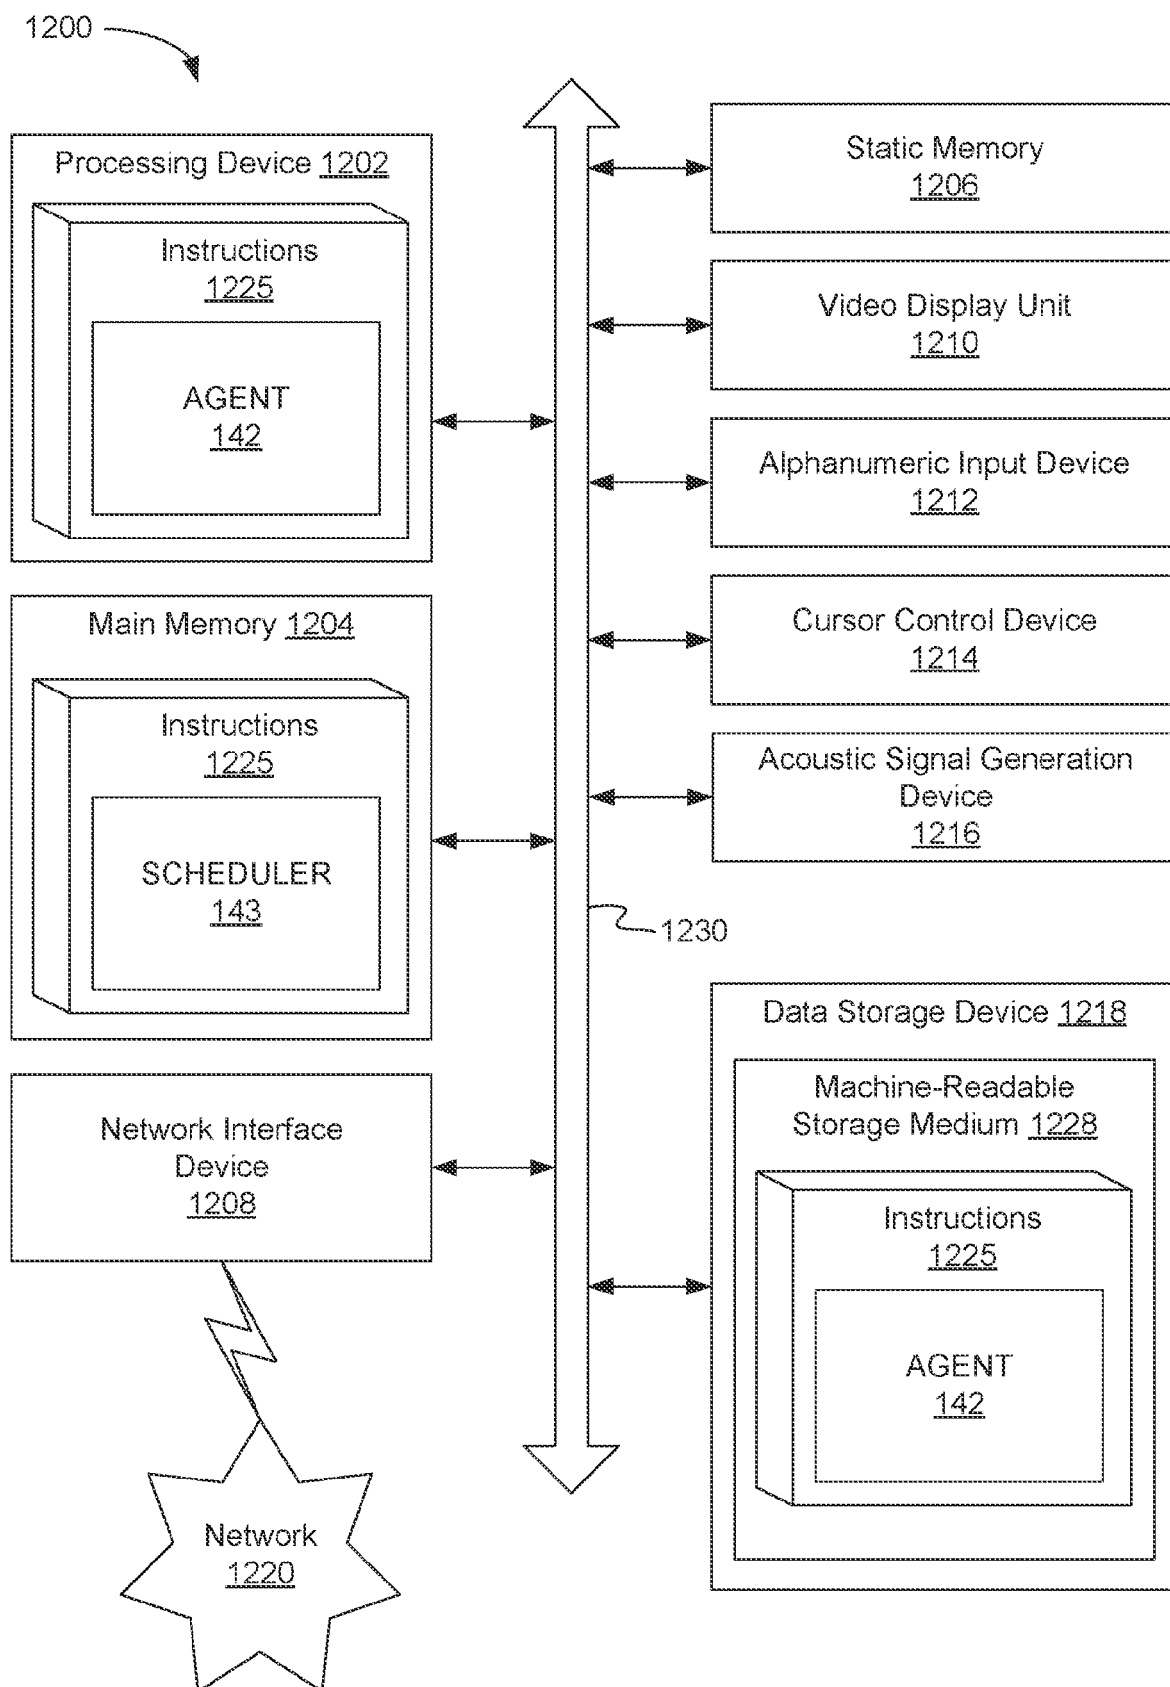 1200
Processing Device 1202
Instructions
1225
AGENT
142
Main Memory 1204
Instructions
1225
SCHEDULER
143
Network Interface
Device
1208
Network
1220
Static Memory
1206
Video Display Unit
1210
Alphanumeric Input Device
1212
Cursor Control Device
1214
Acoustic Signal Generation
Device
1216
1230
Data Storage Device 1218
Machine-Readable
Storage Medium 1228
Instructions
1225
AGENT
142